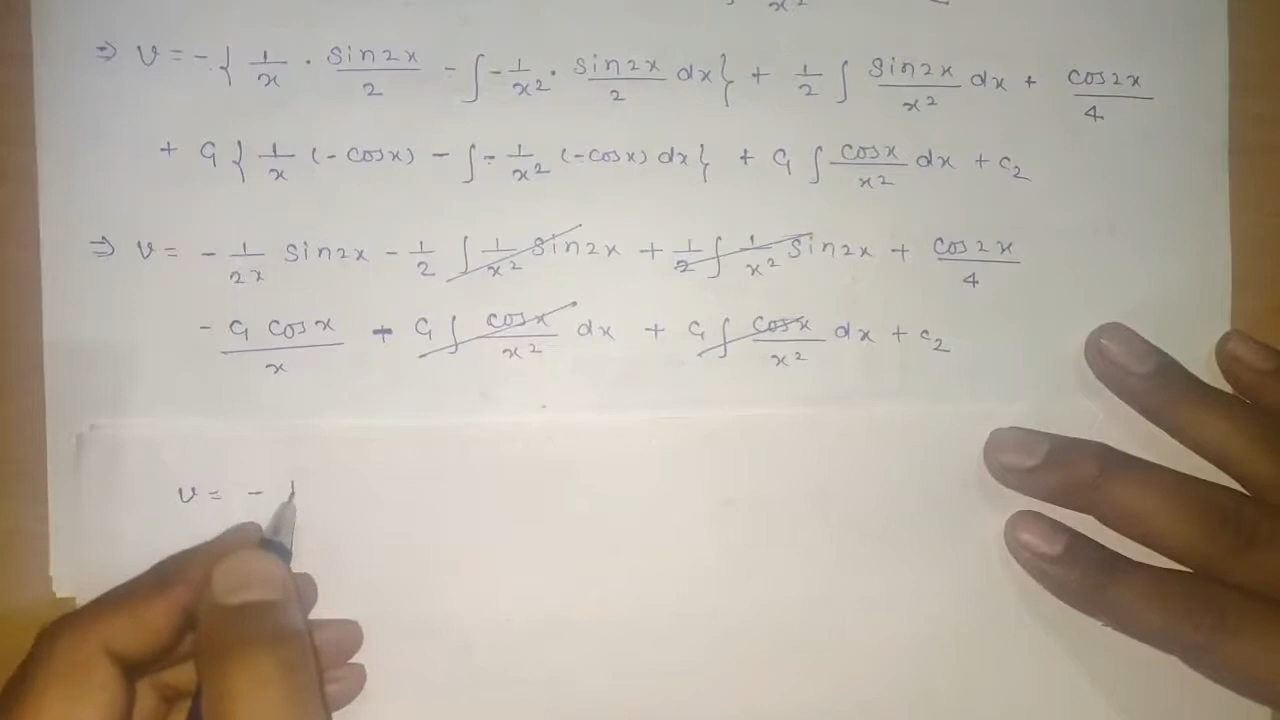 x²
⇒ v = - { 1/x · sin2x/2 - ∫ - 1/x² · sin2x/2 dx } + 1/2 ∫ sin2x/x² dx + cos2x/4
+ c₁ { 1/x (-cosx) - ∫ - 1/x² (-cosx) dx } + c₁ ∫ cosx/x² dx + c₂
⇒ v = - 1/2x sin2x - 1/2 ∫ 1/x² sin2x + 1/2 ∫ 1/x² sin2x + cos2x/4
- c₁ cosx/x - c₁ ∫ cosx/x² dx + c₁ ∫ cosx/x² dx + c₂
v = - 1